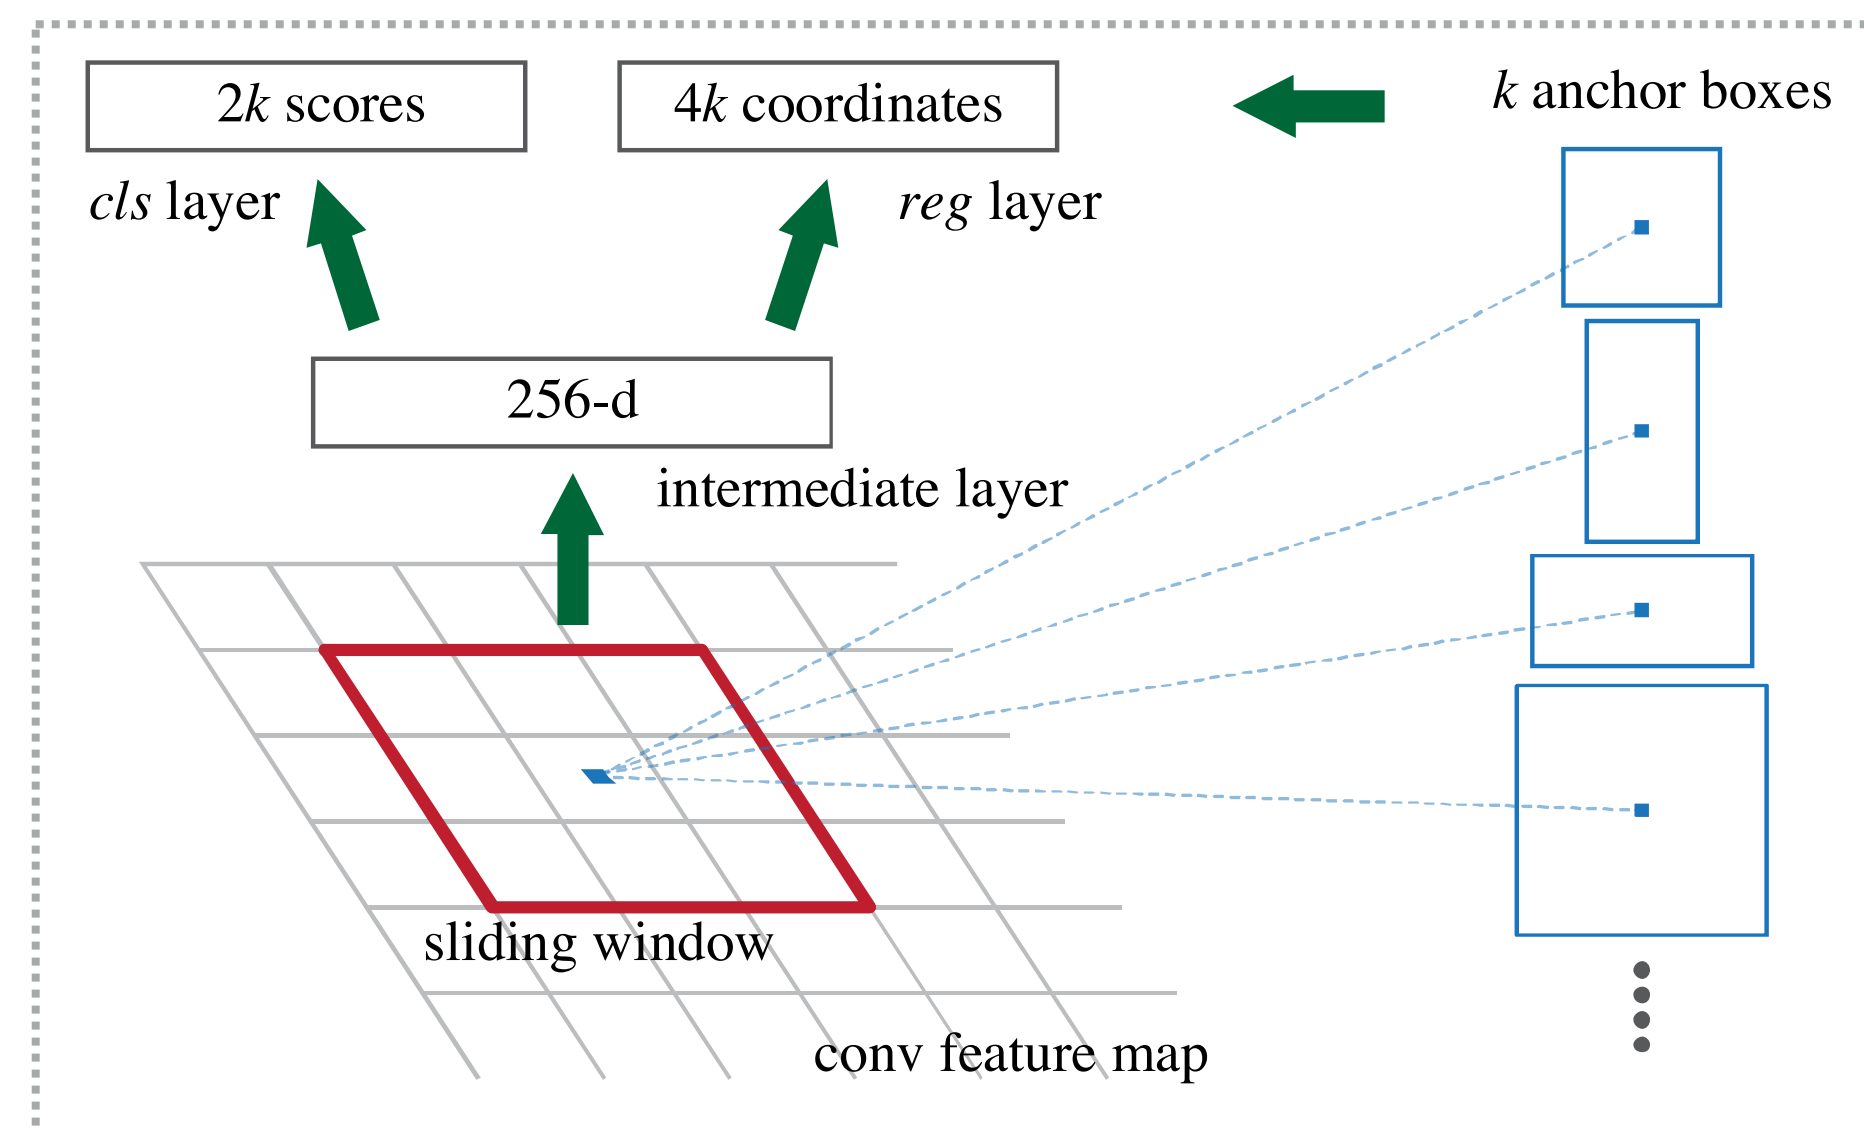 2k scores
4k coordinates
k anchor boxes
cls layer
reg layer
256-d
intermediate layer
sliding window
conv feature map